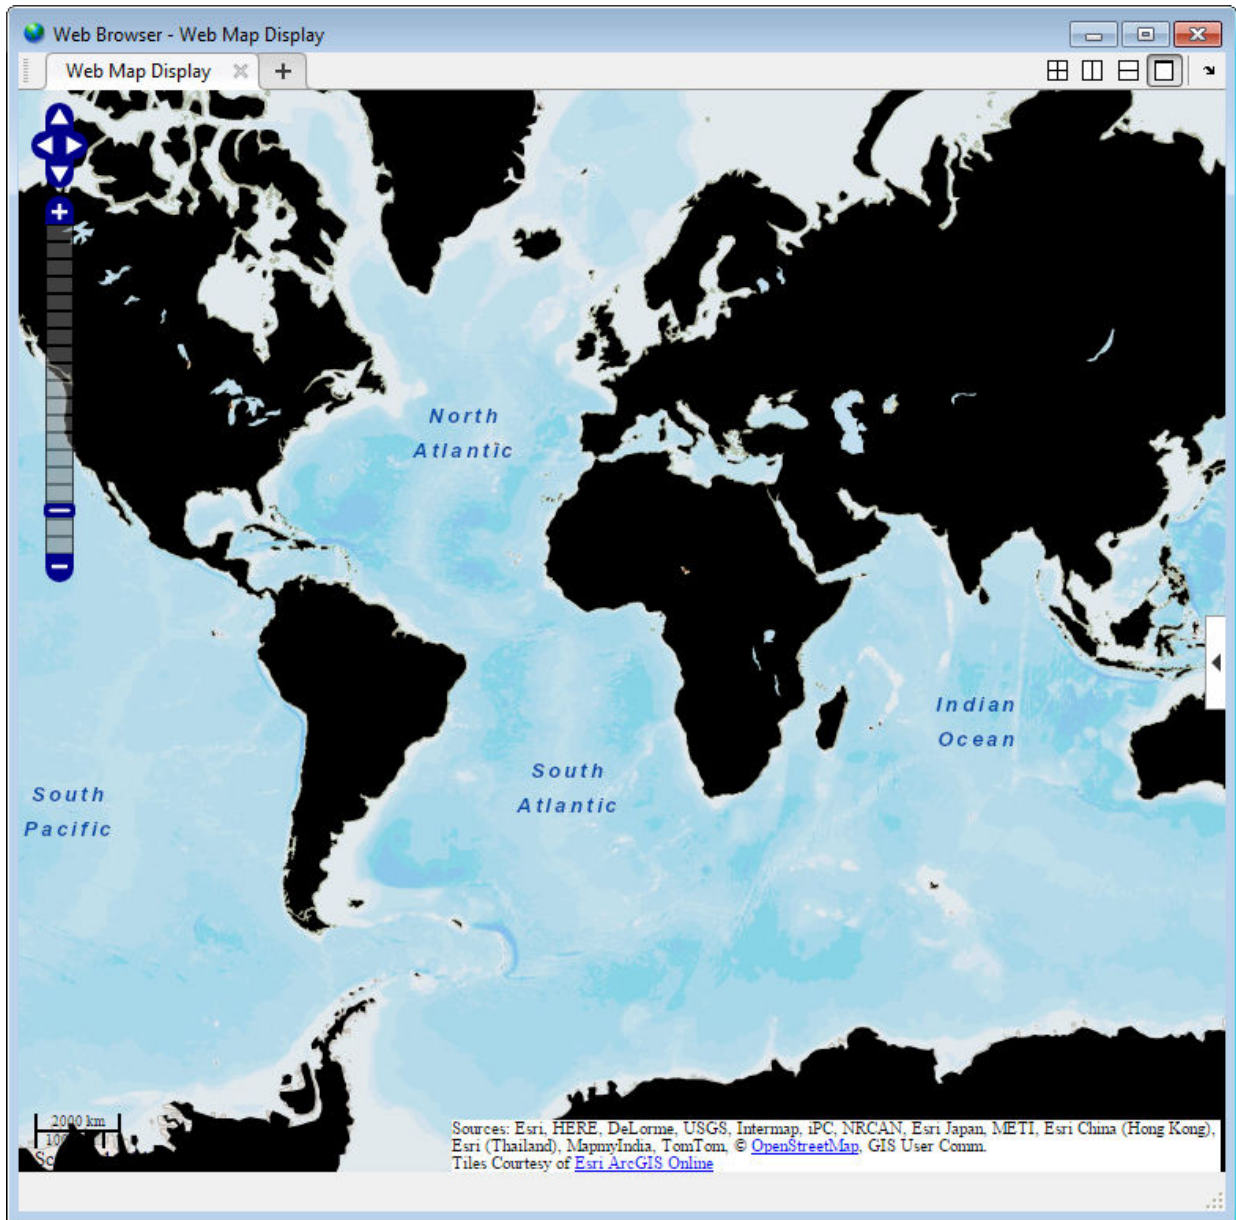 Web Browser - Web Map Display
Web Map Display
North
Atlantic
Indian
Ocean
South
Atlantic
South
Pacific
2000 km
Sources: Esri, HERE, DeLorme, USGS, Intermap, iPC, NRCAN, Esri Japan, METI, Esri China (Hong Kong),
Esri (Thailand), MapmyIndia, TomTom, © OpenStreetMap, GIS User Comm.
Tiles Courtesy of Esri ArcGIS Online